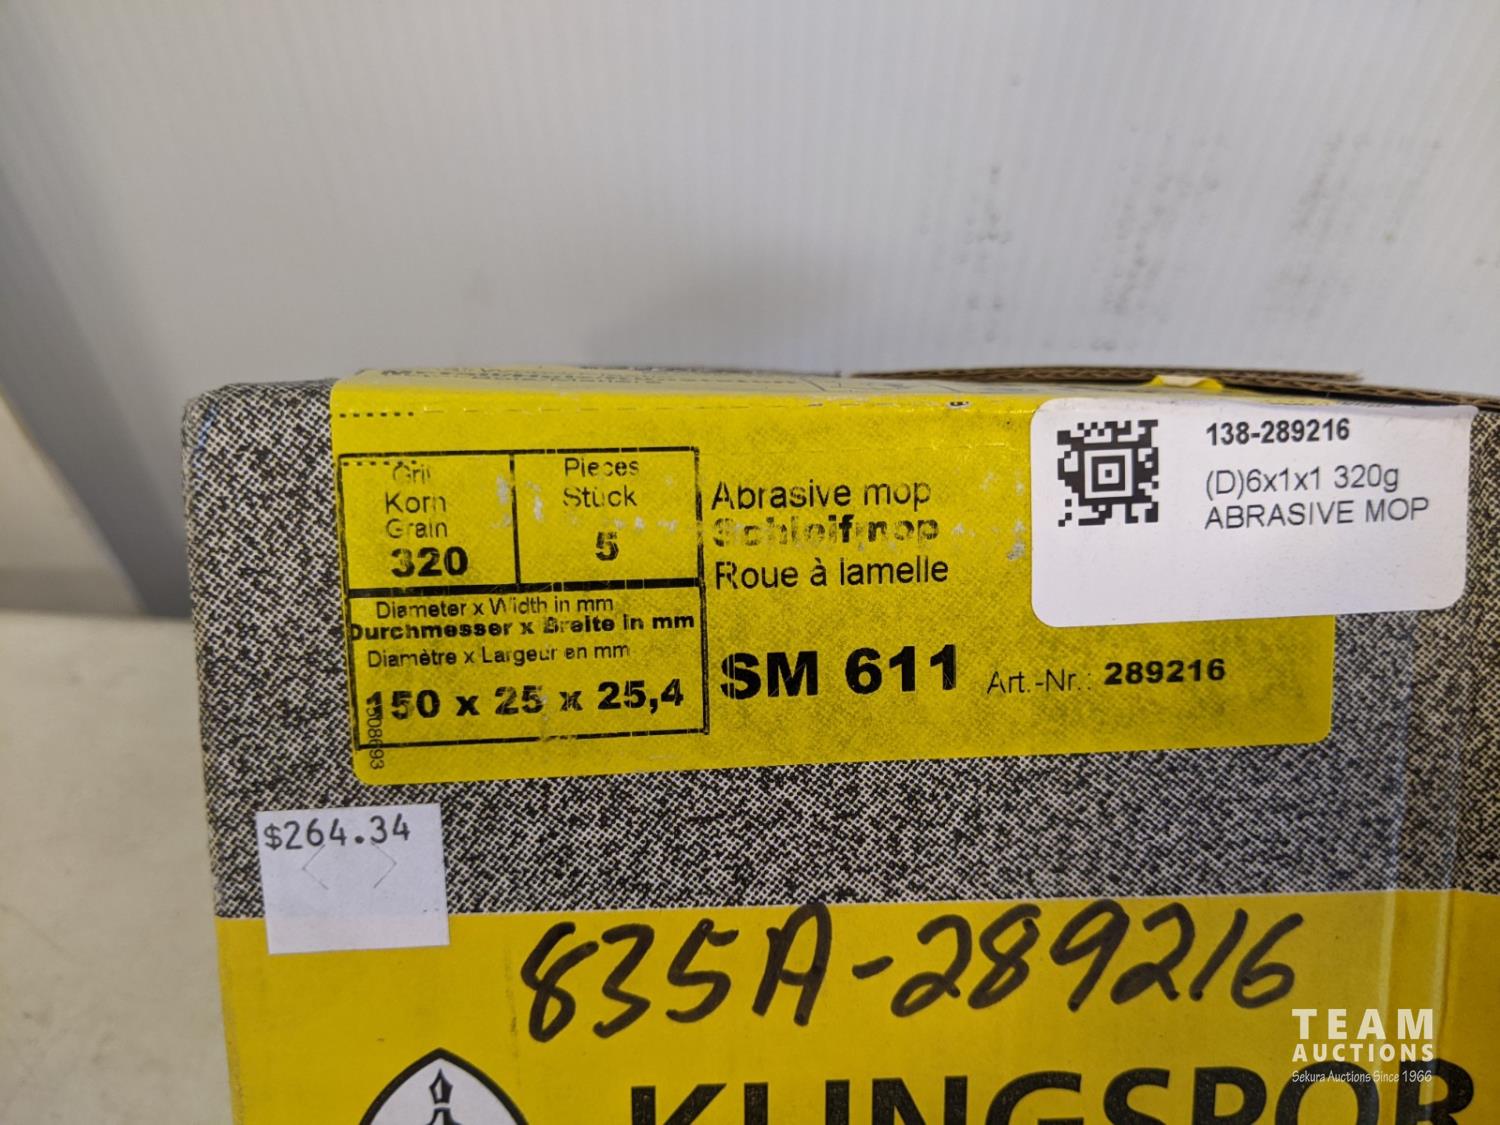 Grit
Korn
Grain
320
Pieces
Stück
5
Diameter x Width in mm
Durchmesser x Breite in mm
Diamètre x Largeur en mm
150 x 25 x 25,4
Abrasive mop
Schleifmop
Roue à lamelle
SM 611 Art.-Nr.: 289216
138-289216
(D)6x1x1 320g
ABRASIVE MOP
$264.34
835A-289216
KLINGSPOR
TEAM
AUCTIONS
Sekura Auctions Since 1966